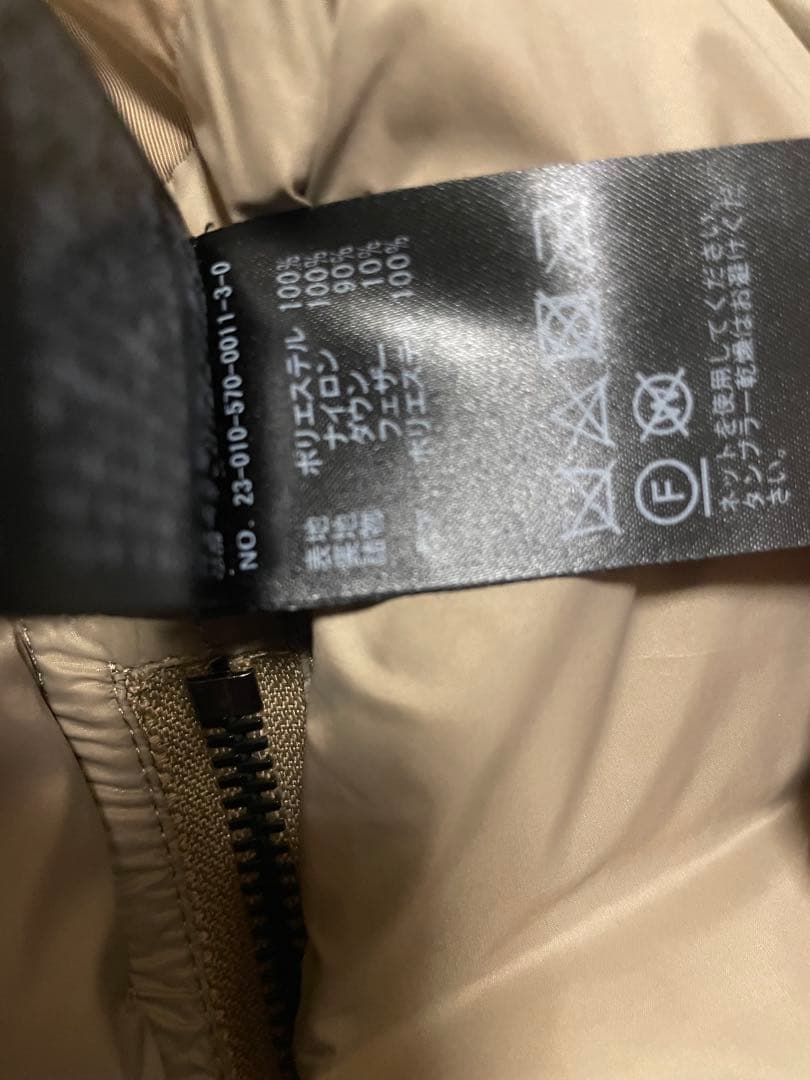 NO. 23-010-570-0011-3-0
表地 ポリエステル 100%
裏地 ナイロン 100%
詰物 ダウン 90%
フェザー 10%
ポリエステ 100%
F
ネットを使用してください。
タンブラー乾燥はお避けくだ
さい。